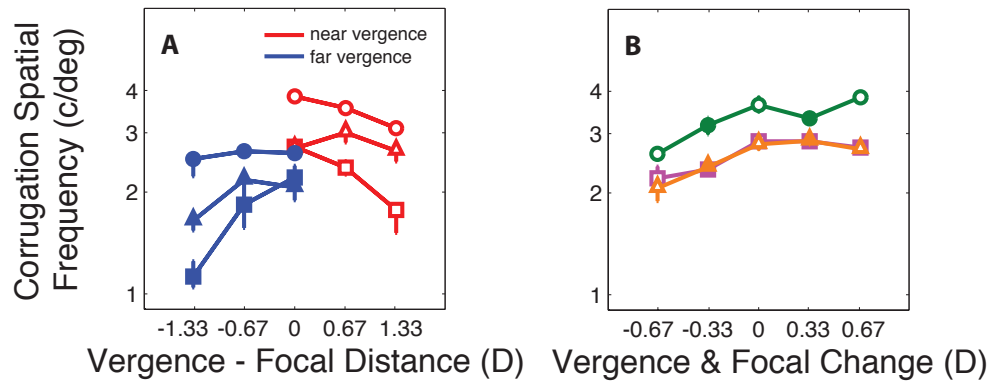 Corrugation Spatial
Frequency (c/deg)
A
near vergence
far vergence
4
3
2
1
-1.33 -0.67 0 0.67 1.33
Vergence - Focal Distance (D)
B
4
3
2
1
-0.67 -0.33 0 0.33 0.67
Vergence & Focal Change (D)